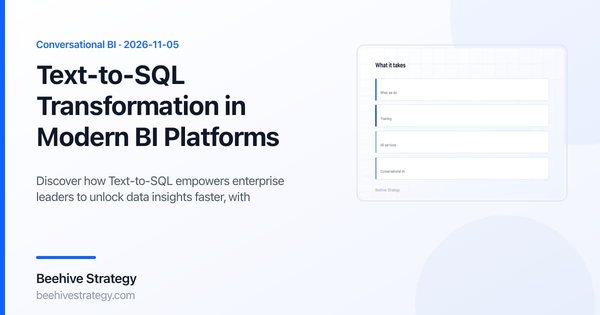 Conversational BI · 2026-11-05
Text-to-SQL
Transformation in
Modern BI Platforms
Discover how Text-to-SQL empowers enterprise
leaders to unlock data insights faster, with
Beehive Strategy
beehivestrategy.com
What it takes
What we do
Training
All services
Conversational AI
Beehive Strategy